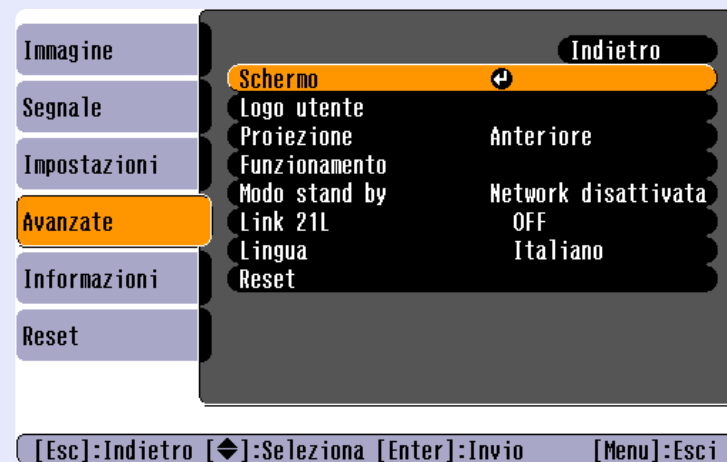 Immagine
Segnale
Impostazioni
Avanzate
Informazioni
Reset
Indietro
Schermo
Logo utente
Proiezione Anteriore
Funzionamento
Modo stand by Network disattivata
Link 21L OFF
Lingua Italiano
Reset
[Esc]:Indietro [◆]:Seleziona [Enter]:Invio [Menu]:Esci